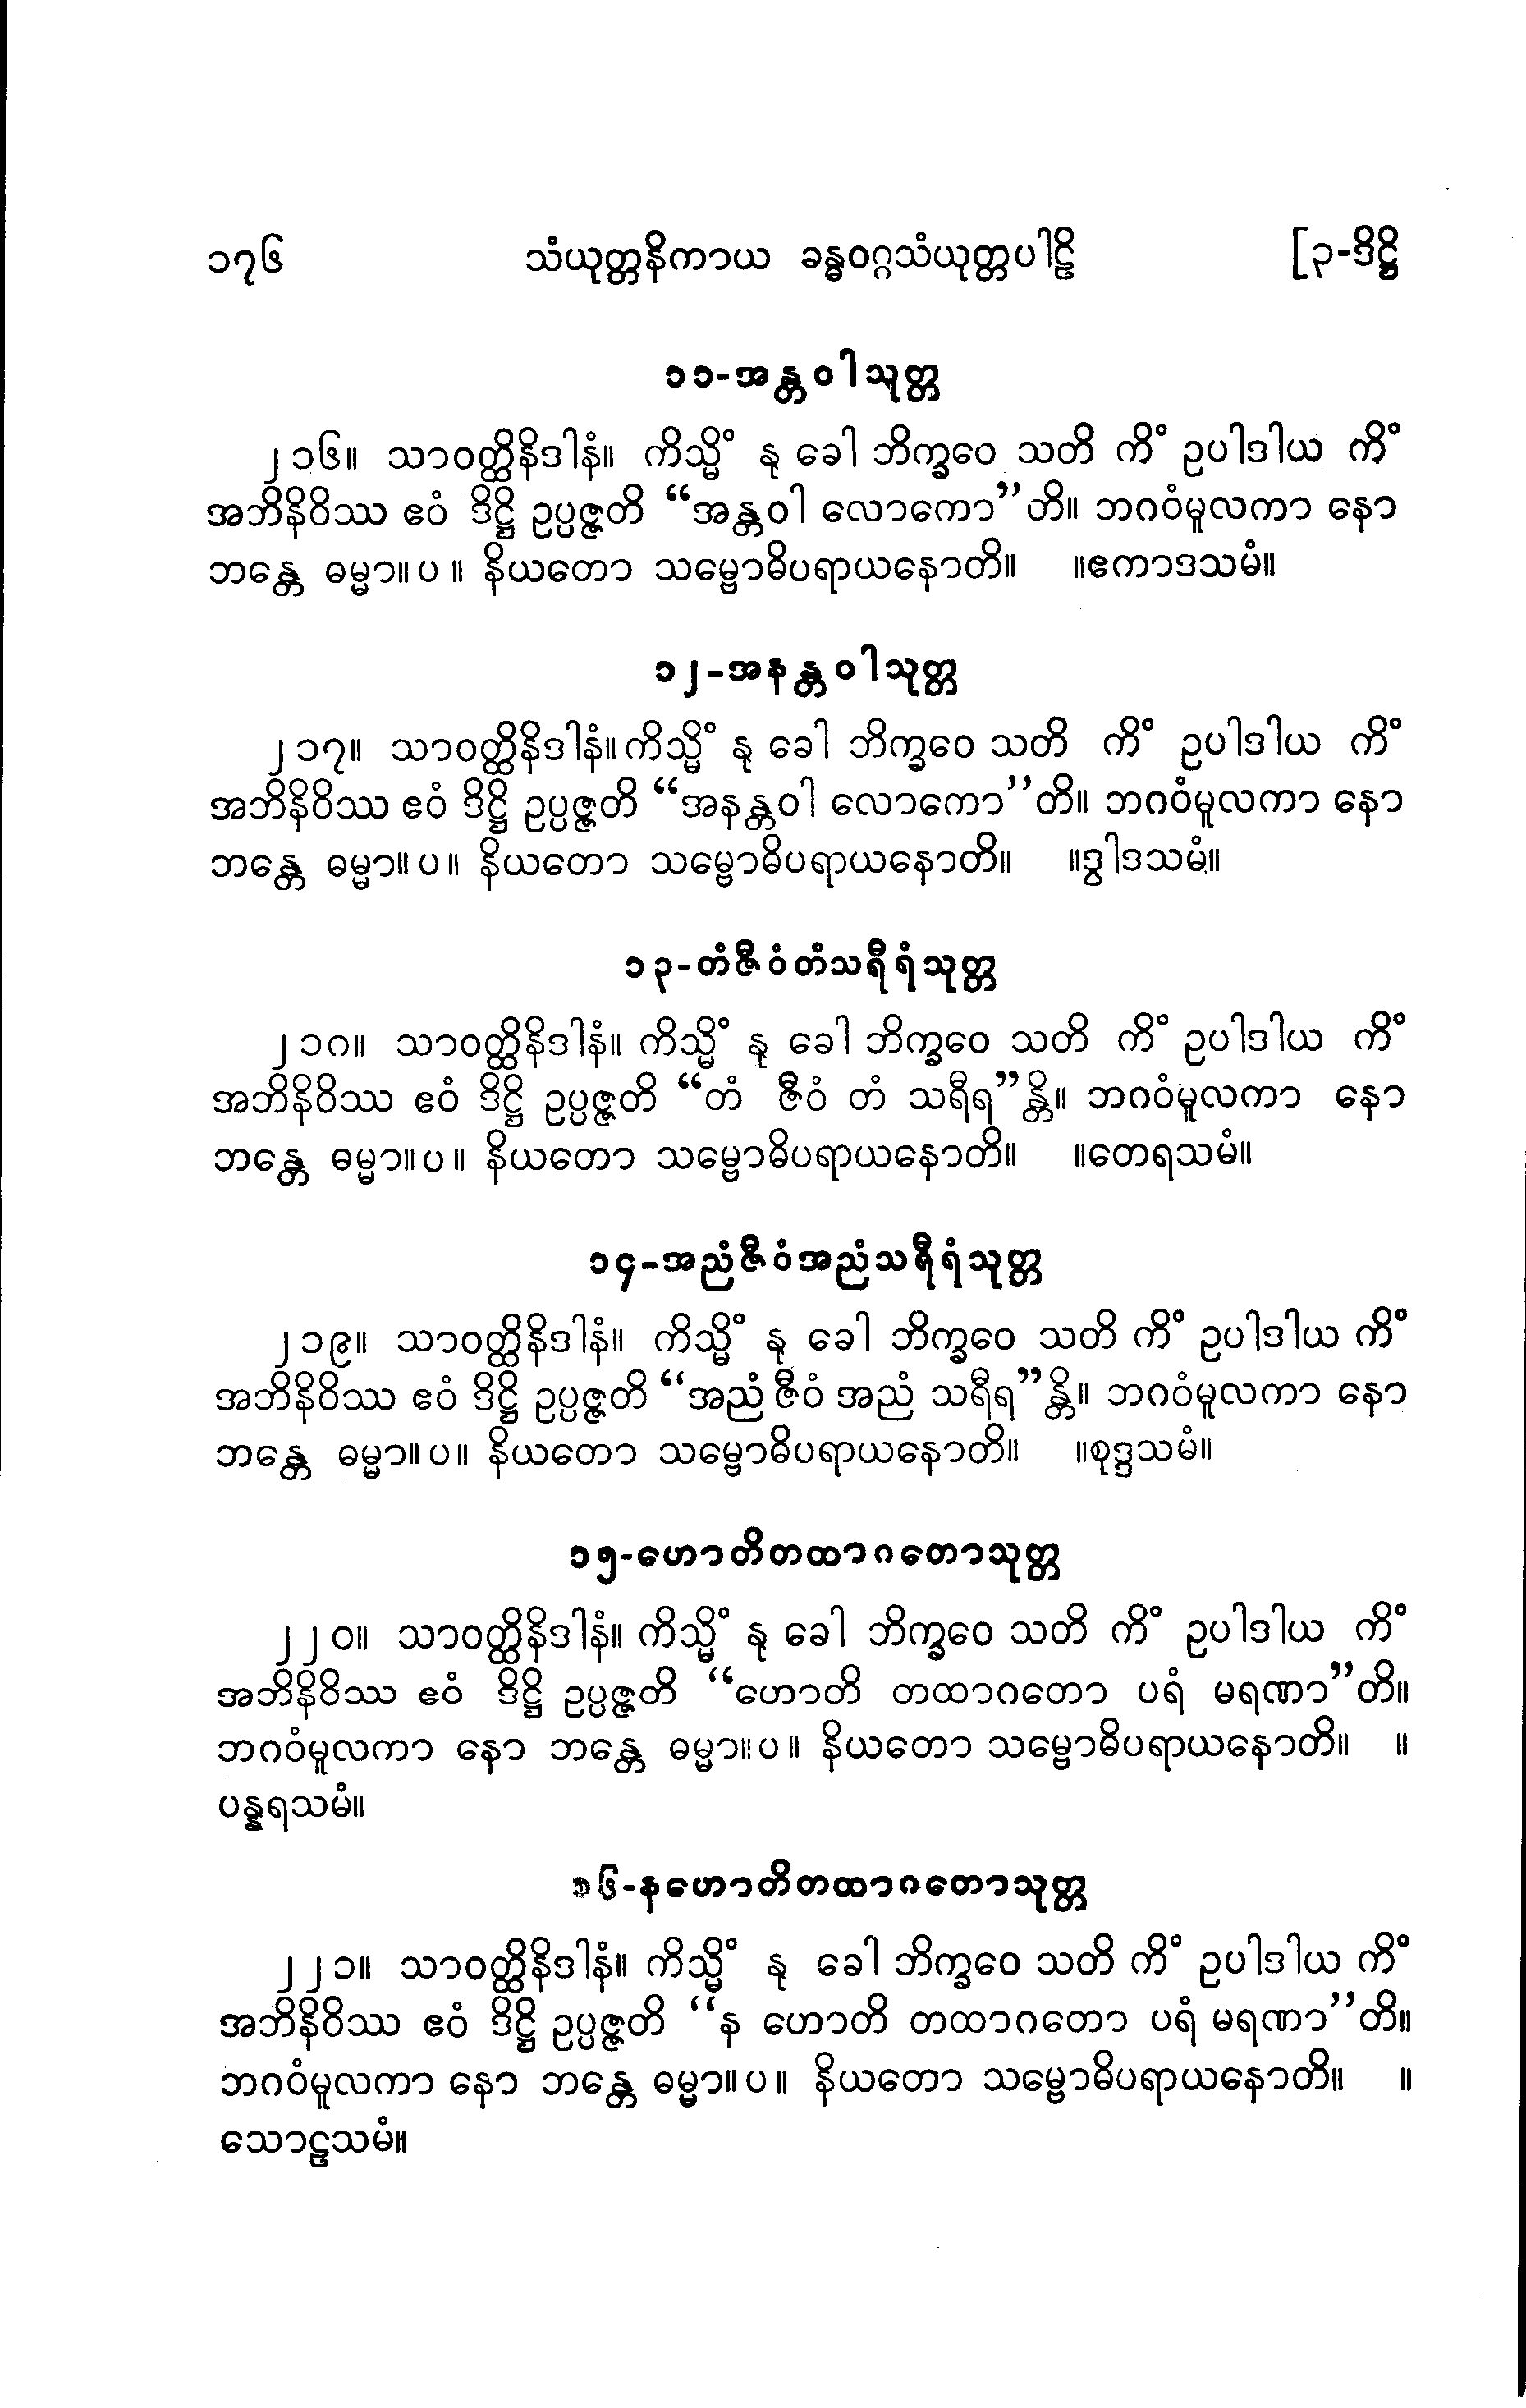 ၁၇၆ သံယုတ္တနိကာယ ခန္ဓဝဂ္ဂသံယုတ္တပါဠိ [၃-ဒိဋ္ဌိ
၁၁-အန္တဝါသုတ္တ
၂၁၆။ သာဝတ္ထိနိဒါနံ။ ကိသ္မိံ နု ခေါ ဘိက္ခဝေ သတိ ကိံ ဥပါဒါယ ကိံ
အဘိနိဝိဿ ဧဝံ ဒိဋ္ဌိ ဥပ္ပဇ္ဇတိ “အန္တဝါ လောကော”တိ။ ဘဂဝံမူလကာ နော
ဘန္တေ ဓမ္မာ။ပ။ နိယတော သမ္ဗောဓိပရာယနောတိ။ ။ဧကာဒသမံ။
၁၂-အနန္တဝါသုတ္တ
၂၁၇။ သာဝတ္ထိနိဒါနံ။ ကိသ္မိံ နု ခေါ ဘိက္ခဝေ သတိ ကိံ ဥပါဒါယ ကိံ
အဘိနိဝိဿ ဧဝံ ဒိဋ္ဌိ ဥပ္ပဇ္ဇတိ “အနန္တဝါ လောကော”တိ။ ဘဂဝံမူလကာ နော
ဘန္တေ ဓမ္မာ။ပ။ နိယတော သမ္ဗောဓိပရာယနောတိ။ ။ဒွါဒသမံ။
၁၃-တံဇီဝံတံသရီရံသုတ္တ
၂၁၈။ သာဝတ္ထိနိဒါနံ။ ကိသ္မိံ နု ခေါ ဘိက္ခဝေ သတိ ကိံ ဥပါဒါယ ကိံ
အဘိနိဝိဿ ဧဝံ ဒိဋ္ဌိ ဥပ္ပဇ္ဇတိ “တံ ဇီဝံ တံ သရီရ”န္တိ။ ဘဂဝံမူလကာ နော
ဘန္တေ ဓမ္မာ။ပ။ နိယတော သမ္ဗောဓိပရာယနောတိ။ ။တေရသမံ။
၁၄-အညံဇီဝံအညံသရီရံသုတ္တ
၂၁၉။ သာဝတ္ထိနိဒါနံ။ ကိသ္မိံ နု ခေါ ဘိက္ခဝေ သတိ ကိံ ဥပါဒါယ ကိံ
အဘိနိဝိဿ ဧဝံ ဒိဋ္ဌိ ဥပ္ပဇ္ဇတိ “အညံ ဇီဝံ အညံ သရီရ”န္တိ။ ဘဂဝံမူလကာ နော
ဘန္တေ ဓမ္မာ။ပ။ နိယတော သမ္ဗောဓိပရာယနောတိ။ ။စုဒ္ဒသမံ။
၁၅-ဟောတိတထာဂတောသုတ္တ
၂၂၀။ သာဝတ္ထိနိဒါနံ။ ကိသ္မိံ နု ခေါ ဘိက္ခဝေ သတိ ကိံ ဥပါဒါယ ကိံ
အဘိနိဝိဿ ဧဝံ ဒိဋ္ဌိ ဥပ္ပဇ္ဇတိ “ဟောတိ တထာဂတော ပရံ မရဏာ”တိ။
ဘဂဝံမူလကာ နော ဘန္တေ ဓမ္မာ။ပ။ နိယတော သမ္ဗောဓိပရာယနောတိ။ ။
ပန္နရသမံ။
၁၆-နဟောတိတထာဂတောသုတ္တ
၂၂၁။ သာဝတ္ထိနိဒါနံ။ ကိသ္မိံ နု ခေါ ဘိက္ခဝေ သတိ ကိံ ဥပါဒါယ ကိံ
အဘိနိဝိဿ ဧဝံ ဒိဋ္ဌိ ဥပ္ပဇ္ဇတိ “န ဟောတိ တထာဂတော ပရံ မရဏာ”တိ။
ဘဂဝံမူလကာ နော ဘန္တေ ဓမ္မာ။ပ။ နိယတော သမ္ဗောဓိပရာယနောတိ။ ။
သောဠသမံ။